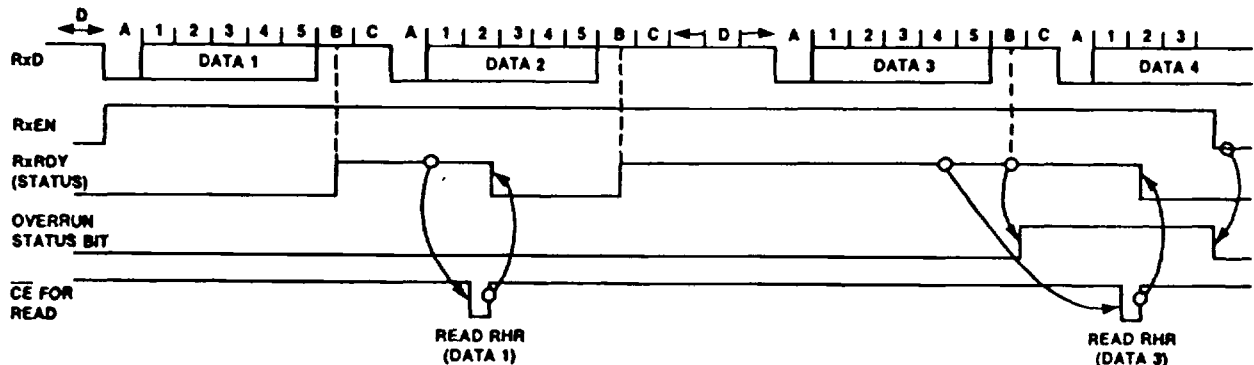 D A 1 2 3 4 5 B C A 1 2 3 4 5 B C D A 1 2 3 4 5 B C A 1 2 3
RxD DATA 1 DATA 2 DATA 3 DATA 4
RxEN
RxRDY
(STATUS)
OVERRUN
STATUS BIT
CE FOR
READ
READ RHR
(DATA 1)
READ RHR
(DATA 3)